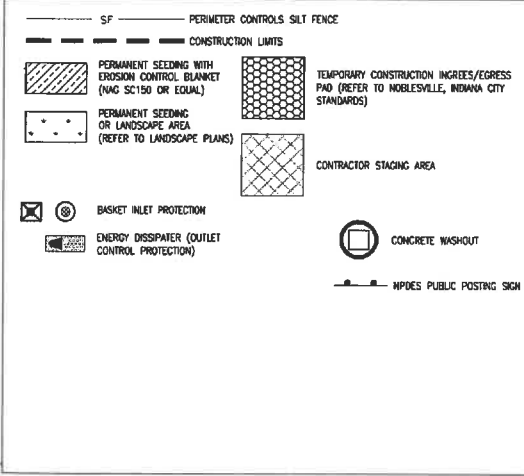 SF
PERIMETER CONTROLS SILT FENCE
CONSTRUCTION LIMITS
PERMANENT SEEDING WITH
EROSION CONTROL BLANKET
(NAG SC150 OR EQUAL)
PERMANENT SEEDING
OR LANDSCAPE AREA
(REFER TO LANDSCAPE PLANS)
BASKET INLET PROTECTION
ENERGY DISSIPATER (OUTLET
CONTROL PROTECTION)
TEMPORARY CONSTRUCTION INGREES/EGRESS
PAD (REFER TO NOBLESVILLE, INDIANA CITY
STANDARDS)
CONTRACTOR STAGING AREA
CONCRETE WASHOUT
NPDES PUBLIC POSTING SIGN